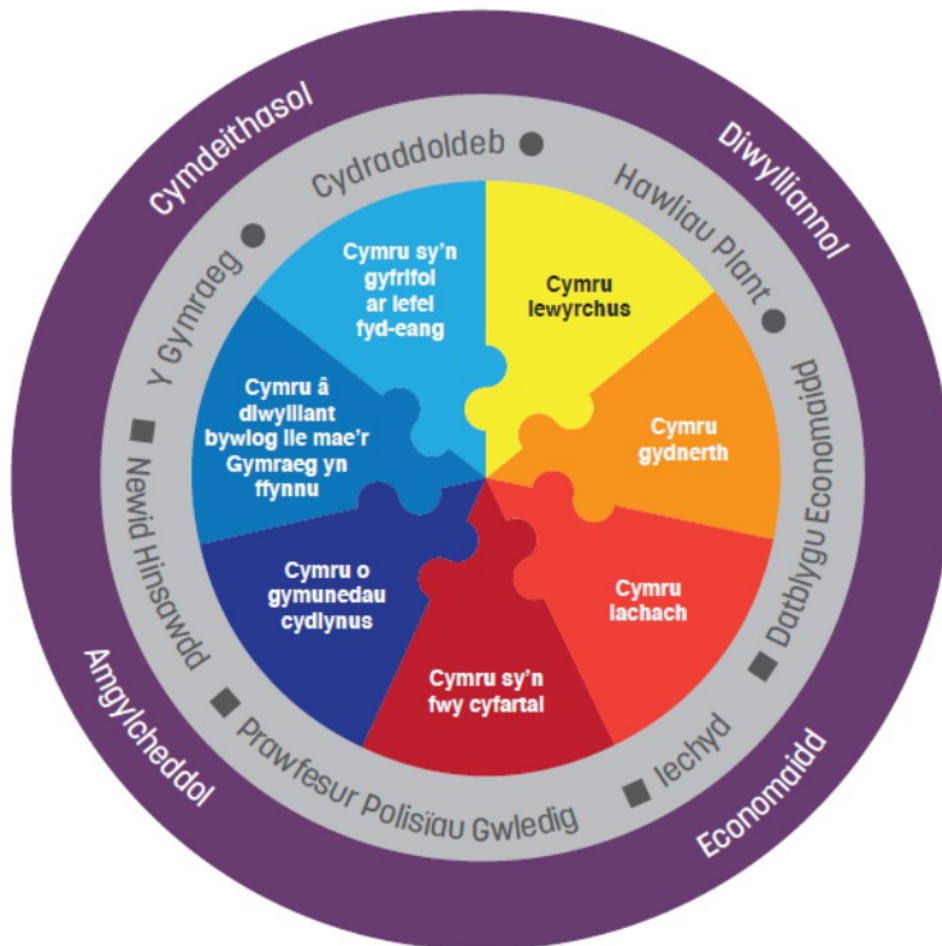 Cymdeithasol
Diwylliannol
Economaidd
Amgylcheddol
Cydraddoldeb
Hawliau Plant
Datblygu Economaidd
Iechyd
Prawfesur Polisïau Gwledig
Newid Hinsawdd
Y Gymraeg
Cymru sy'n
gyfrifol
ar lefel
fyd-eang
Cymru
lewyrchus
Cymru
gydnerth
Cymru
iachach
Cymru sy'n
fwy cyfartal
Cymru o
gymunedau
cydlynus
Cymru â
diwylliant
bywiog lle mae'r
Gymraeg yn
ffynnu